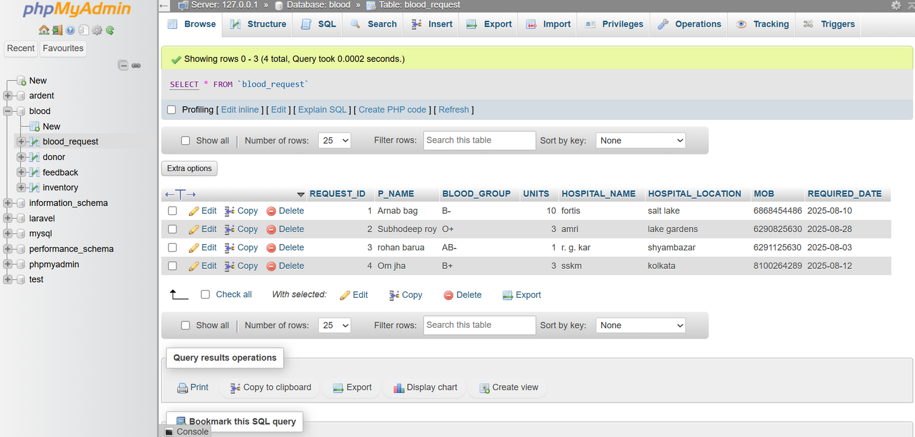 phpMyAdmin
Recent Favourites
New
ardent
blood
New
blood_request
donor
feedback
inventory
information_schema
laravel
mysql
performance_schema
phpmyadmin
test
Server: 127.0.0.1 » Database: blood » Table: blood_request
Browse Structure SQL Search Insert Export Import Privileges Operations Tracking Triggers
Showing rows 0 - 3 (4 total, Query took 0.0002 seconds.)
SELECT * FROM `blood_request`
Profiling [ Edit inline ] [ Edit ] [ Explain SQL ] [ Create PHP code ] [ Refresh ]
Show all | Number of rows: 25 Filter rows: Search this table Sort by key: None
Extra options
←T→ REQUEST_ID P_NAME BLOOD_GROUP UNITS HOSPITAL_NAME HOSPITAL_LOCATION MOB REQUIRED_DATE
Edit Copy Delete 1 Arnab bag B- 10 fortis salt lake 6868454486 2025-08-10
Edit Copy Delete 2 Subhodeep roy O+ 3 amri lake gardens 6290825630 2025-08-28
Edit Copy Delete 3 rohan barua AB- 1 r. g. kar shyambazar 6291125630 2025-08-03
Edit Copy Delete 4 Om jha B+ 3 sskm kolkata 8100264289 2025-08-12
Check all With selected: Edit Copy Delete Export
Show all | Number of rows: 25 Filter rows: Search this table Sort by key: None
Query results operations
Print Copy to clipboard Export Display chart Create view
Bookmark this SQL query
Console